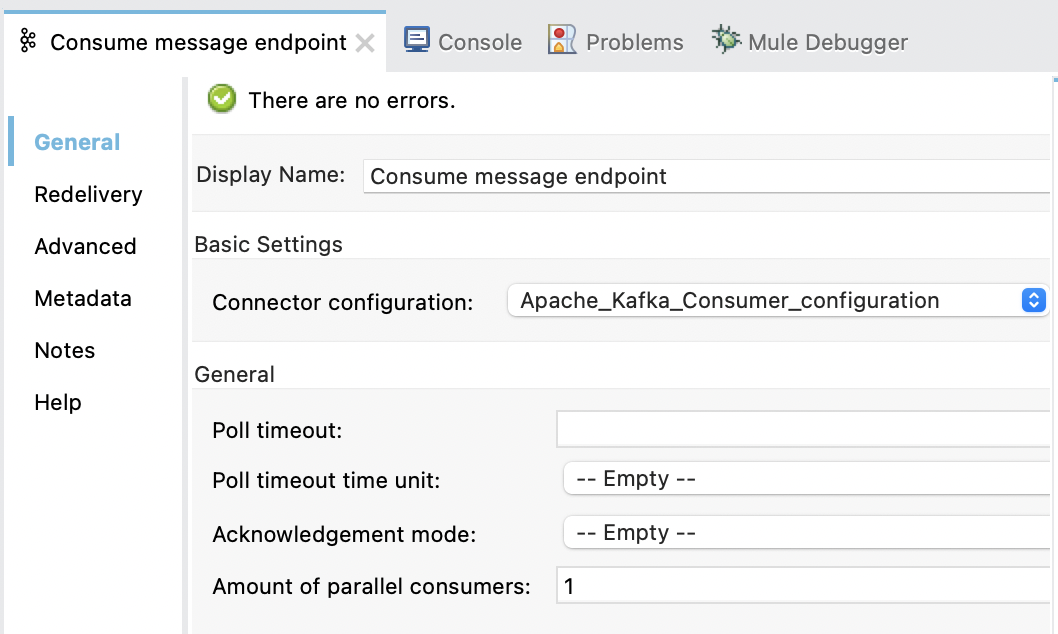 Consume message endpoint
Console
Problems
Mule Debugger
There are no errors.
General
Redelivery
Advanced
Metadata
Notes
Help
Display Name: Consume message endpoint
Basic Settings
Connector configuration: Apache_Kafka_Consumer_configuration
General
Poll timeout:
Poll timeout time unit: -- Empty --
Acknowledgement mode: -- Empty --
Amount of parallel consumers: 1